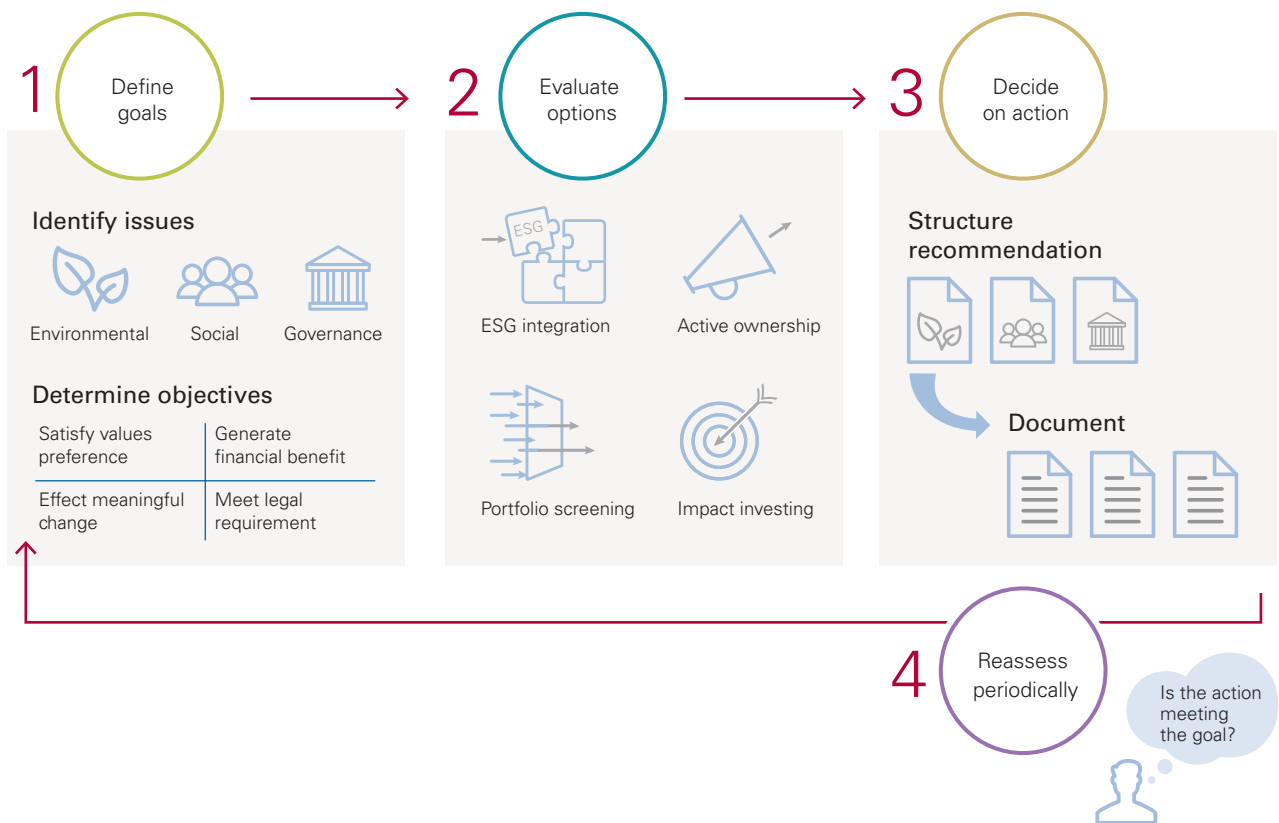 1
Define
goals
2
Evaluate
options
3
Decide
on action
Identify issues
Environmental
Social
Governance
Determine objectives
Satisfy values
preference
Generate
financial benefit
Effect meaningful
change
Meet legal
requirement
ESG
ESG integration
Active ownership
Portfolio screening
Impact investing
Structure
recommendation
Document
4
Reassess
periodically
Is the action
meeting
the goal?